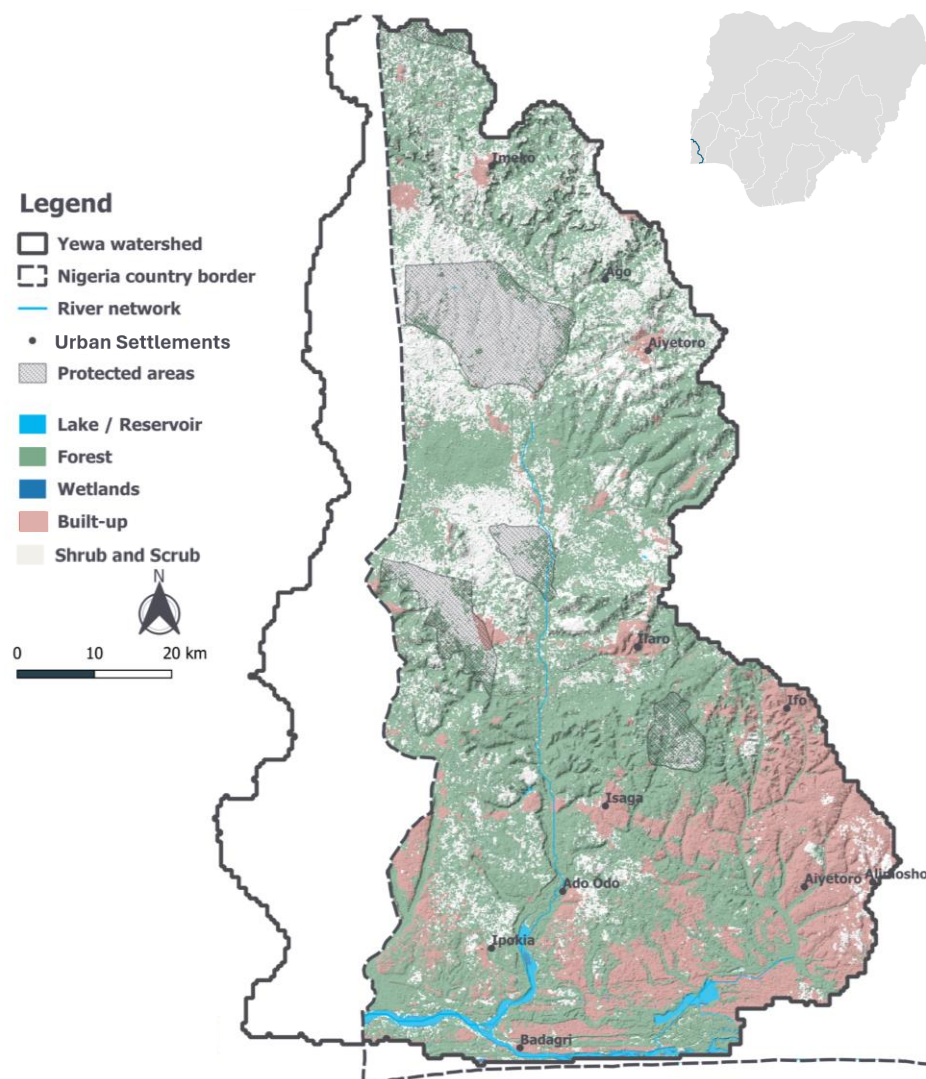 Imeko
Ago
Aiyetoro
Legend
Yewa watershed
Nigeria country border
River network
Urban Settlements
Protected areas
Lake / Reservoir
Forest
Wetlands
Built-up
Shrub and Scrub
N
0 10 20 km
Ilaro
Ifo
Isaga
Aiyetoro
Alimosho
Ado Odo
Ipokia
Badagri